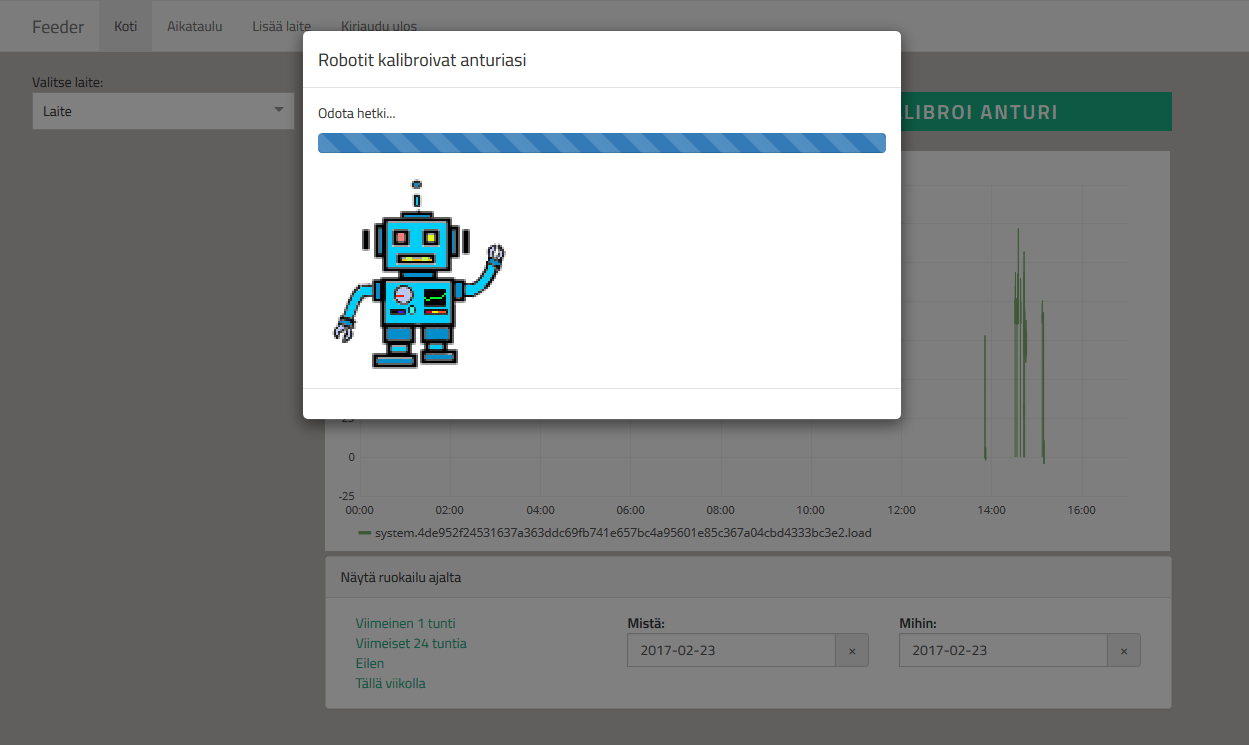 Feeder Koti Aikataulu Lisää laite Kirjaudu ulos
Robotit kalibroivat anturiasi
Valitse laite:
Laite
Odota hetki...
LIBROI ANTURI
0
-25
00:00 02:00 04:00 06:00 08:00 10:00 12:00 14:00 16:00
system.4de952f24531637a363ddc69fb741e657bc4a95601e85c367a04cbd4333bc3e2.load
Näytä ruokailu ajalta
Viimeinen 1 tunti
Viimeiset 24 tuntia
Eilen
Tällä viikolla
Mistä:
2017-02-23 ×
Mihin:
2017-02-23 ×